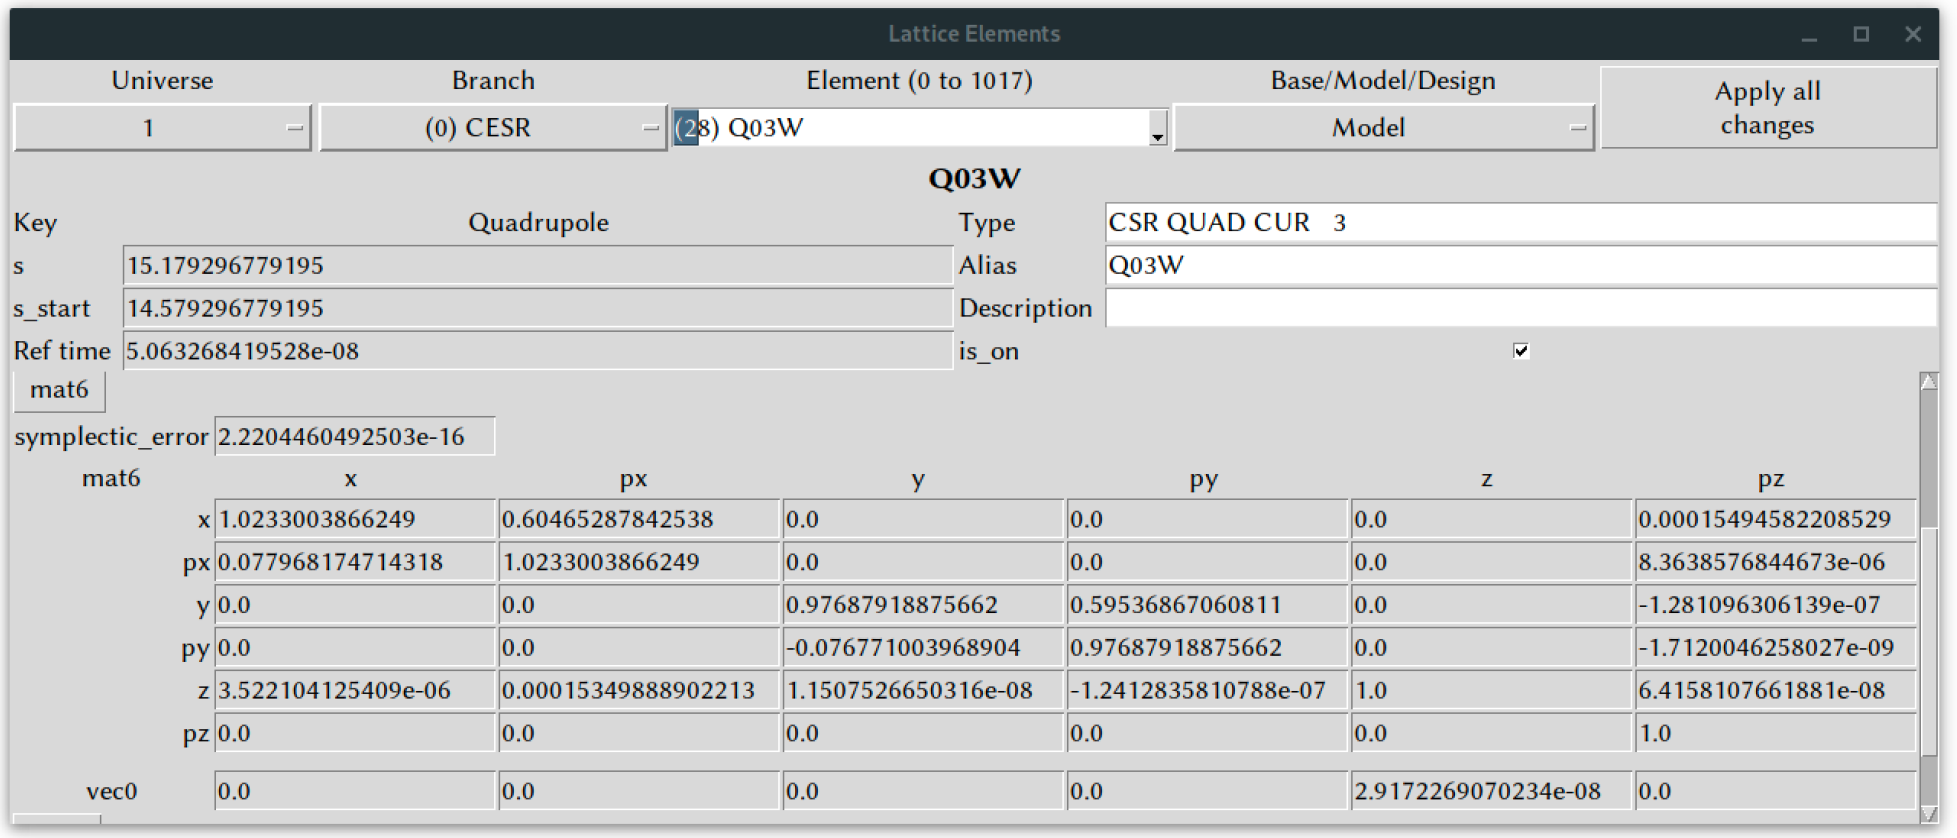 Lattice Elements
Universe Branch Element (0 to 1017) Base/Model/Design Apply all changes
1 (0) CESR (28) Q03W Model
Q03W
Key Quadrupole Type CSR QUAD CUR   3
s 15.179296779195 Alias Q03W
s_start 14.579296779195 Description
Ref time 5.063268419528e-08 is_on
mat6
symplectic_error 2.2204460492503e-16
mat6 x px y py z pz
x 1.0233003866249 0.60465287842538 0.0 0.0 0.0 0.00015494582208529
px 0.077968174714318 1.0233003866249 0.0 0.0 0.0 8.3638576844673e-06
y 0.0 0.0 0.97687918875662 0.59536867060811 0.0 -1.281096306139e-07
py 0.0 0.0 -0.076771003968904 0.97687918875662 0.0 -1.7120046258027e-09
z 3.522104125409e-06 0.00015349888902213 1.1507526650316e-08 -1.2412835810788e-07 1.0 6.4158107661881e-08
pz 0.0 0.0 0.0 0.0 0.0 1.0
vec0 0.0 0.0 0.0 0.0 2.9172269070234e-08 0.0